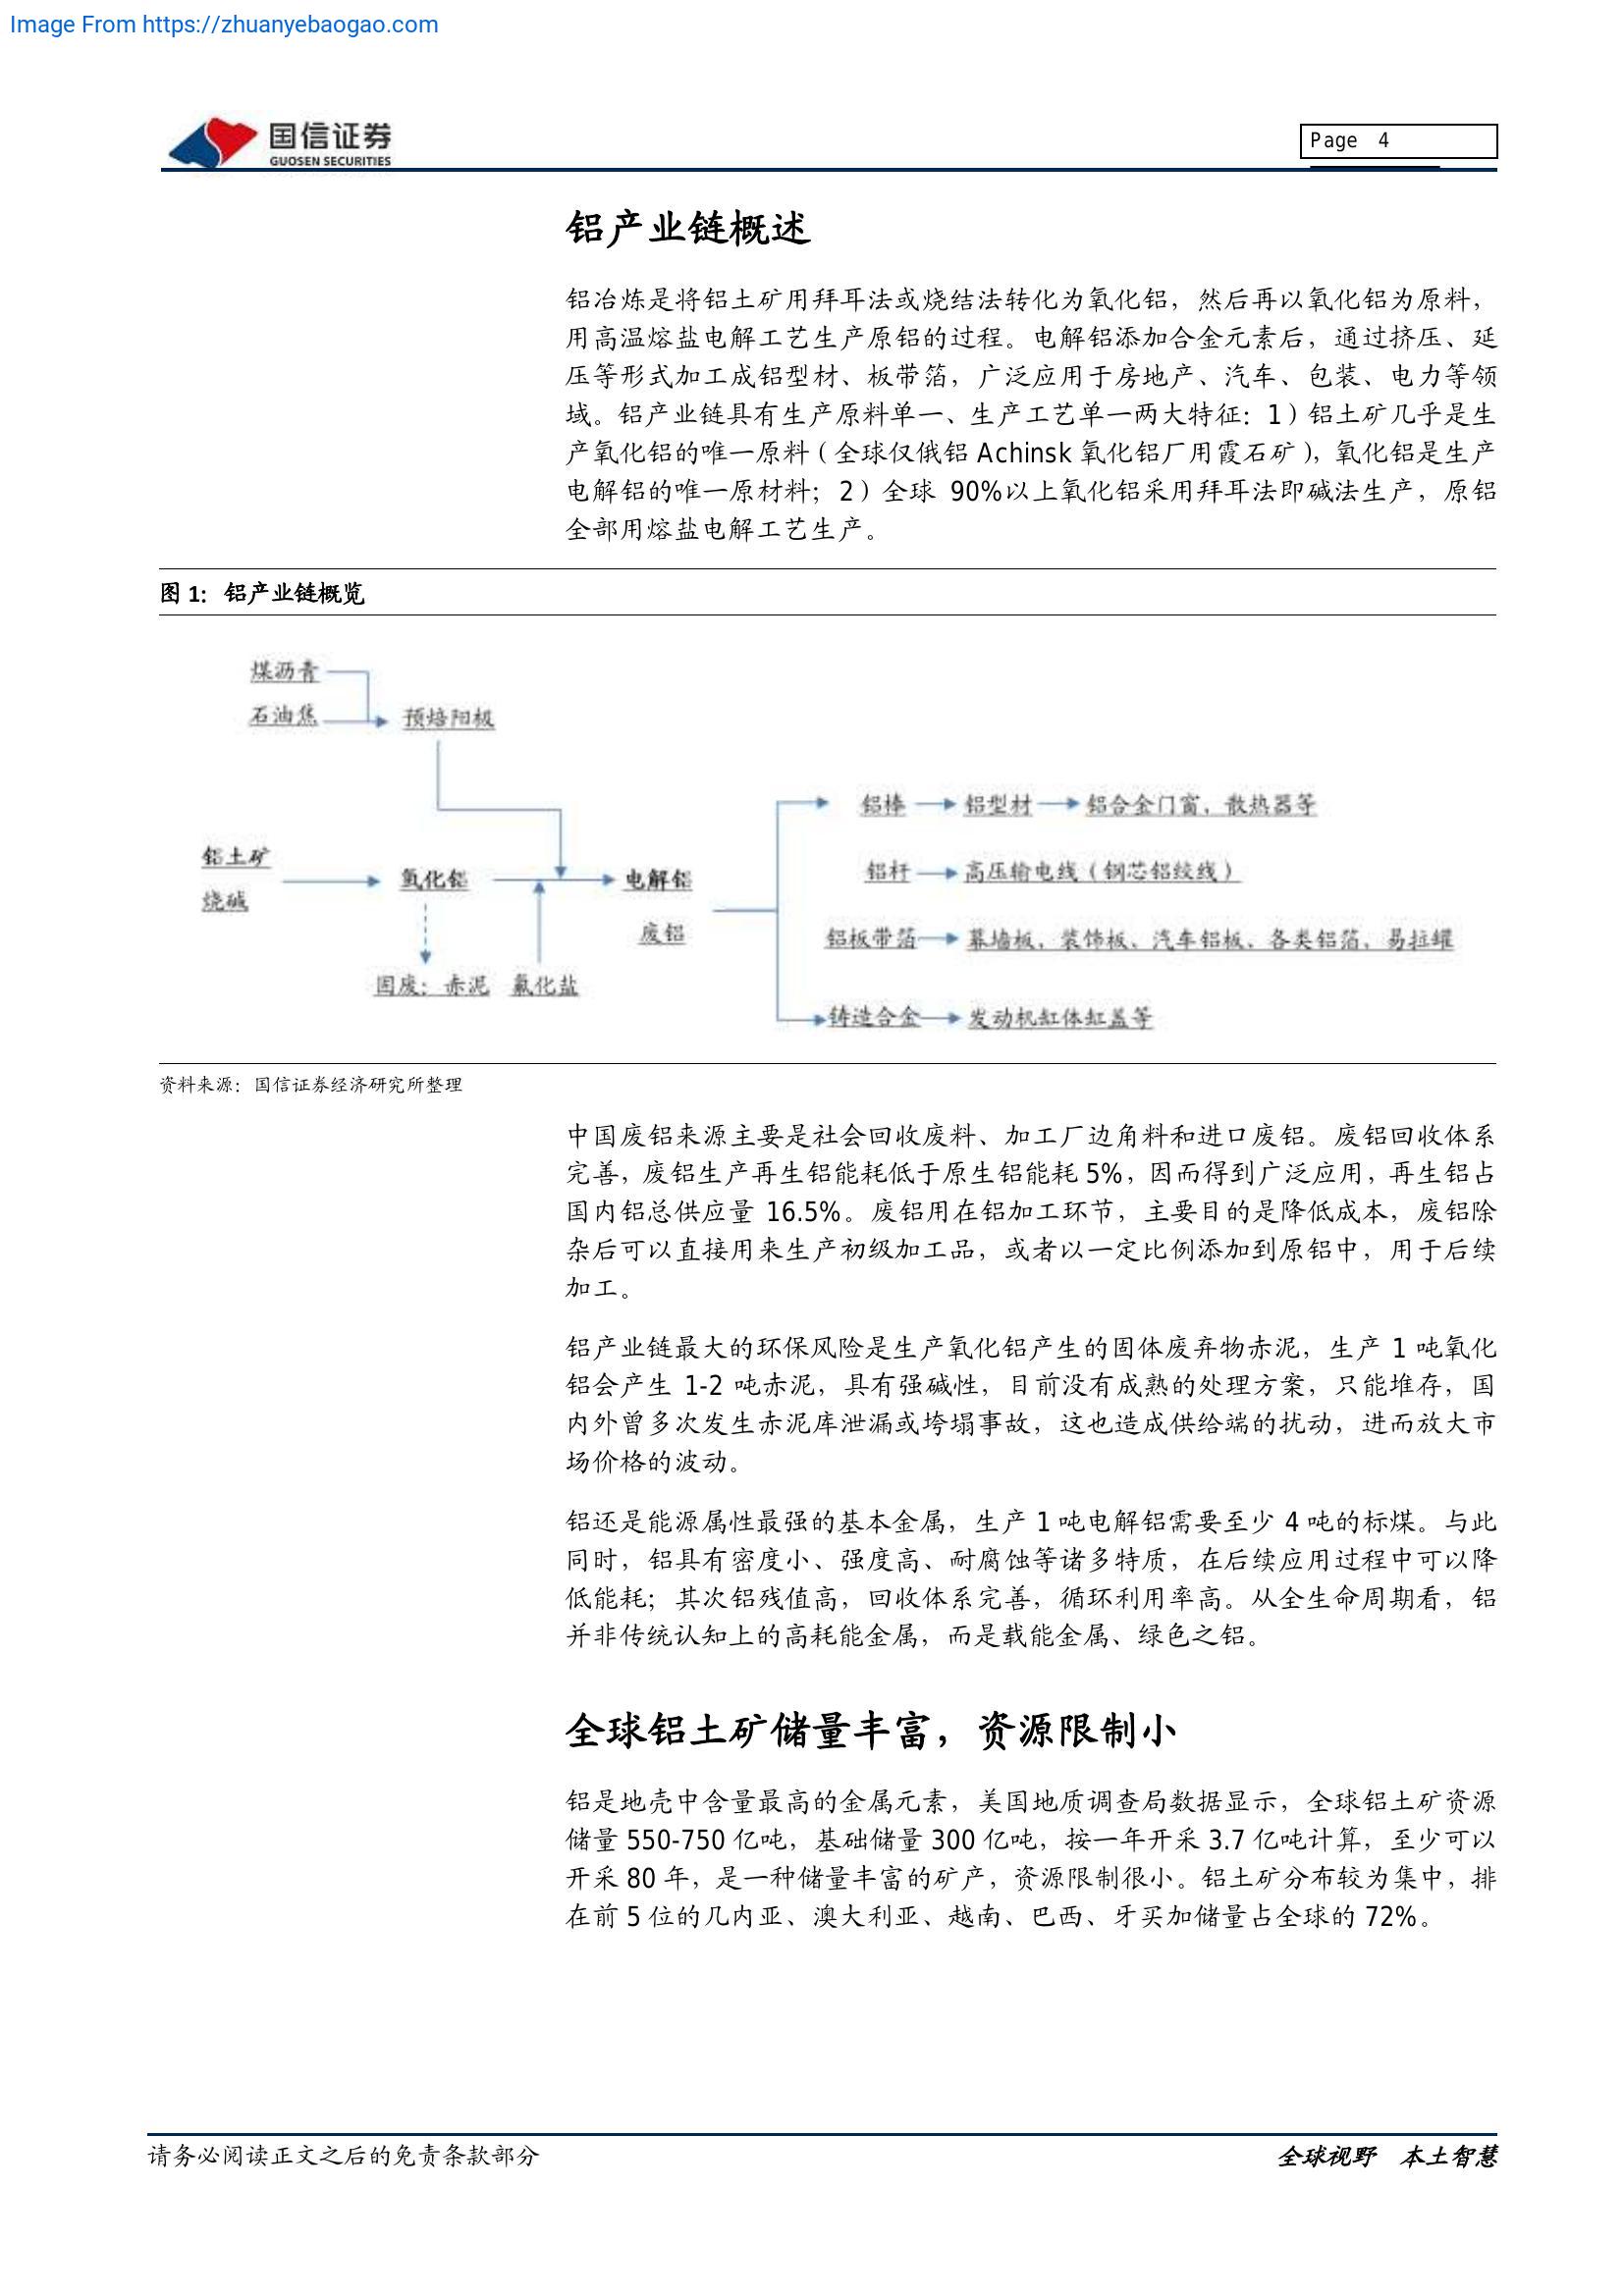 Image From https://zhuanyebaogao.com
国信证券
GUOSEN SECURITIES
Page 4
铝产业链概述
铝冶炼是将铝土矿用拜耳法或烧结法转化为氧化铝，然后再以氧化铝为原料，
用高温熔盐电解工艺生产原铝的过程。电解铝添加合金元素后，通过挤压、延
压等形式加工成铝型材、板带箔，广泛应用于房地产、汽车、包装、电力等领
域。铝产业链具有生产原料单一、生产工艺单一两大特征：1）铝土矿几乎是生
产氧化铝的唯一原料（全球仅俄铝 Achinsk 氧化铝厂用霞石矿），氧化铝是生产
电解铝的唯一原材料；2）全球 90%以上氧化铝采用拜耳法即碱法生产，原铝
全部用熔盐电解工艺生产。
图 1：铝产业链概览
煤沥青
石油焦
预焙阳极
铝棒
铝型材
铝合金门窗、散热器等
铝土矿
烧碱
氧化铝
电解铝
废铝
铝杆
高压输电线（钢芯铝绞线）
铝板带箔
幕墙板、装饰板、汽车铝板、各类铝箔、易拉罐
固废：赤泥
氟化盐
铸造合金
发动机缸体缸盖等
资料来源：国信证券经济研究所整理
中国废铝来源主要是社会回收废料、加工厂边角料和进口废铝。废铝回收体系
完善，废铝生产再生铝能耗低于原生铝能耗 5%，因而得到广泛应用，再生铝占
国内铝总供应量 16.5%。废铝用在铝加工环节，主要目的是降低成本，废铝除
杂后可以直接用来生产初级加工品，或者以一定比例添加到原铝中，用于后续
加工。
铝产业链最大的环保风险是生产氧化铝产生的固体废弃物赤泥，生产 1 吨氧化
铝会产生 1-2 吨赤泥，具有强碱性，目前没有成熟的处理方案，只能堆存，国
内外曾多次发生赤泥库泄漏或垮塌事故，这也造成供给端的扰动，进而放大市
场价格的波动。
铝还是能源属性最强的基本金属，生产 1 吨电解铝需要至少 4 吨的标煤。与此
同时，铝具有密度小、强度高、耐腐蚀等诸多特质，在后续应用过程中可以降
低能耗；其次铝残值高，回收体系完善，循环利用率高。从全生命周期看，铝
并非传统认知上的高耗能金属，而是载能金属、绿色之铝。
全球铝土矿储量丰富，资源限制小
铝是地壳中含量最高的金属元素，美国地质调查局数据显示，全球铝土矿资源
储量 550-750 亿吨，基础储量 300 亿吨，按一年开采 3.7 亿吨计算，至少可以
开采 80 年，是一种储量丰富的矿产，资源限制很小。铝土矿分布较为集中，排
在前 5 位的几内亚、澳大利亚、越南、巴西、牙买加储量占全球的 72%。
请务必阅读正文之后的免责条款部分
全球视野 本土智慧